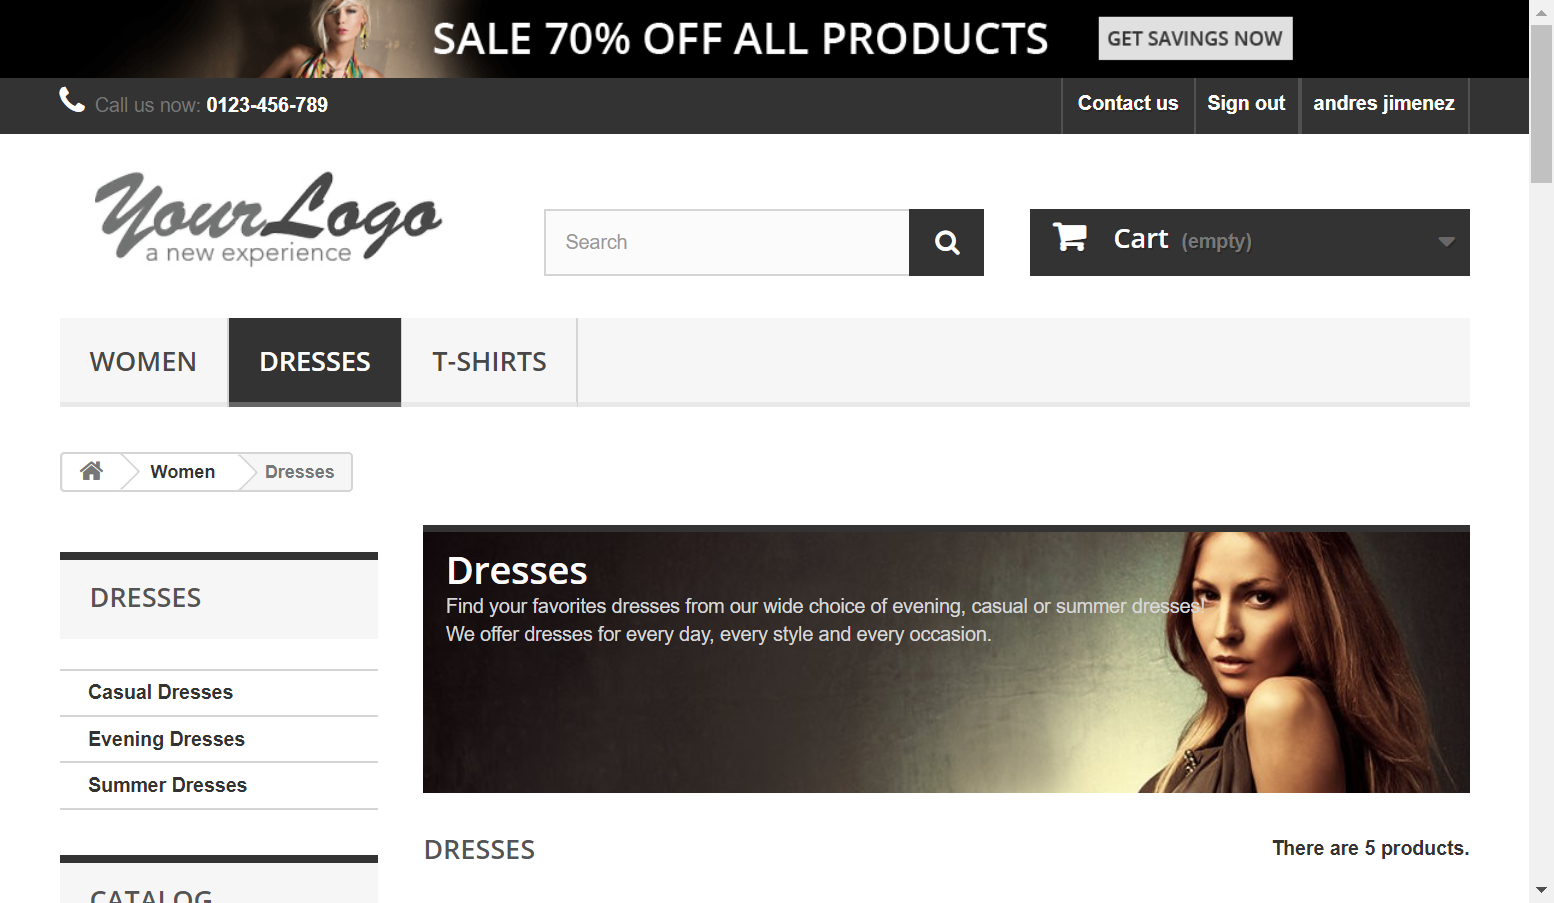 SALE 70% OFF ALL PRODUCTS
GET SAVINGS NOW
Call us now: 0123-456-789
Contact us
Sign out
andres jimenez
YourLogo
a new experience
Search
Cart (empty)
WOMEN
DRESSES
T-SHIRTS
Women
Dresses
DRESSES
Casual Dresses
Evening Dresses
Summer Dresses
CATALOG
Dresses
Find your favorites dresses from our wide choice of evening, casual or summer dresses!
We offer dresses for every day, every style and every occasion.
DRESSES
There are 5 products.